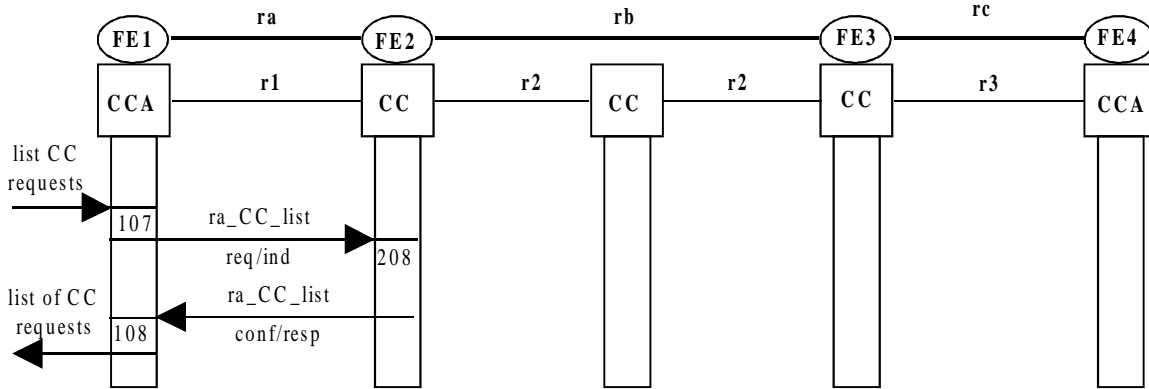 ra
rb
rc
FE1
FE2
FE3
FE4
r1
r2
r2
r3
CCA
CC
CC
CC
CCA
list CC
requests
107
ra_CC_list
req/ind
208
list of CC
requests
ra_CC_list
108
conf/resp